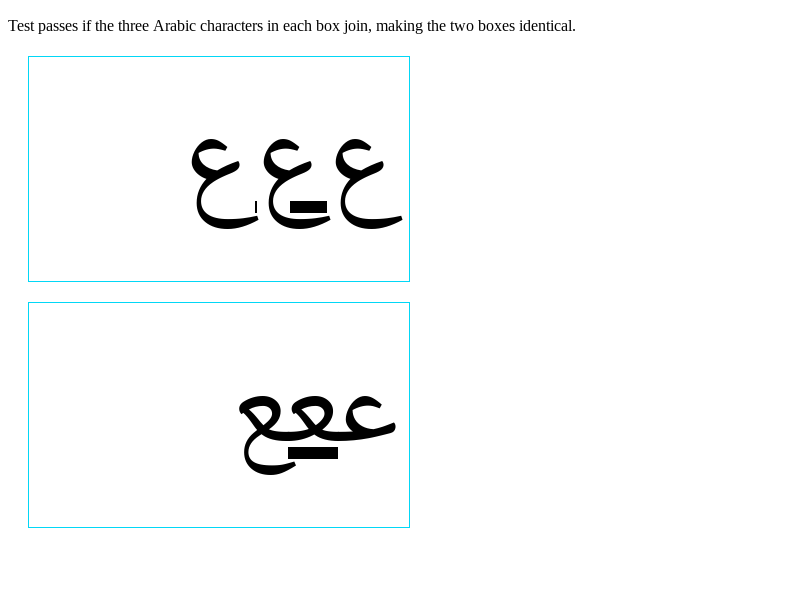 Test passes if the three Arabic characters in each box join, making the two boxes identical.
ع ع ع
ععع